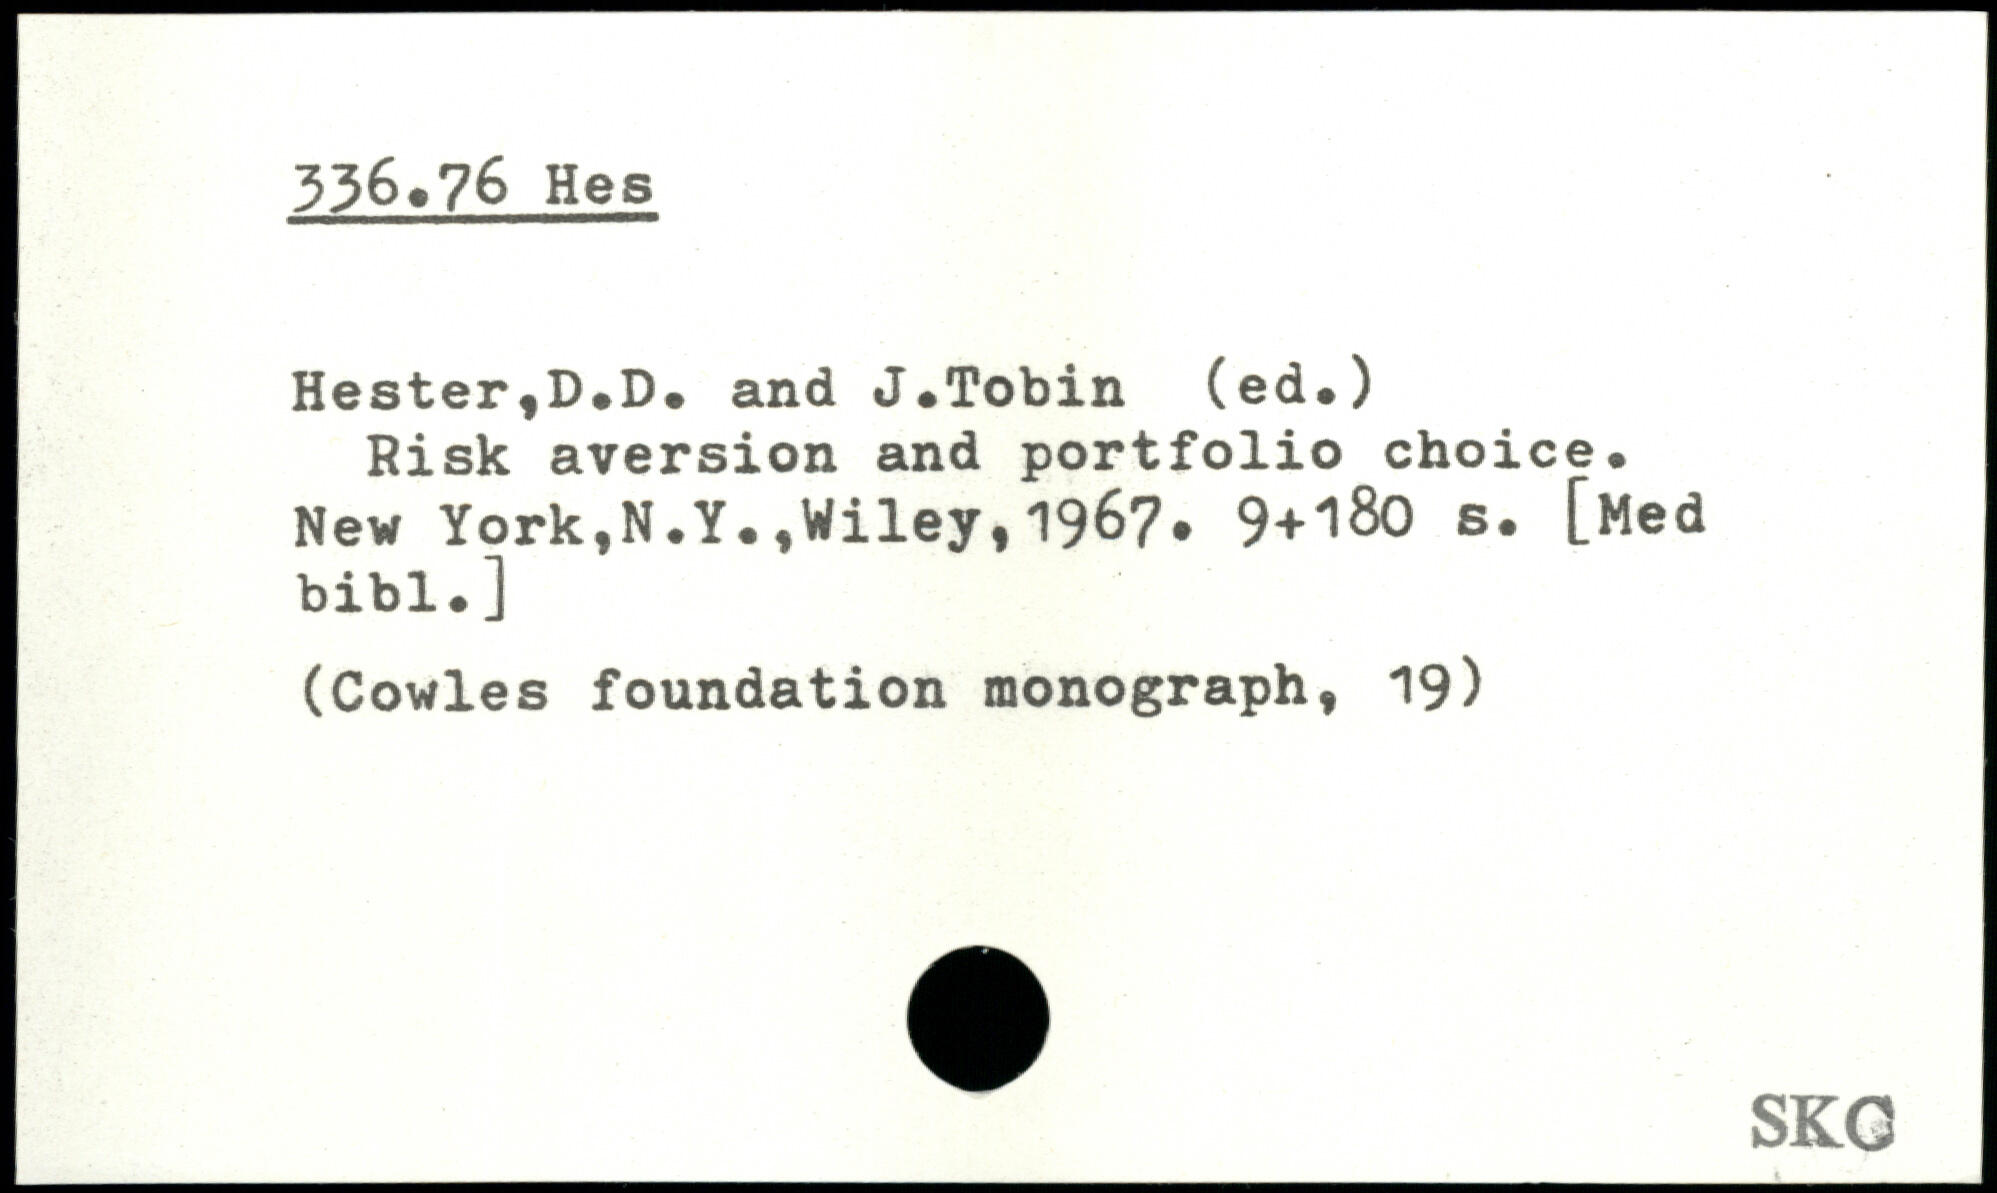 336.76 Hes
Hester,D.D. and J.Tobin (ed.)
Risk aversion and portfolio choice.
New York,N.Y.,Wiley,1967. 9+180 s. [Med
bibl.]
(Cowles foundation monograph, 19)